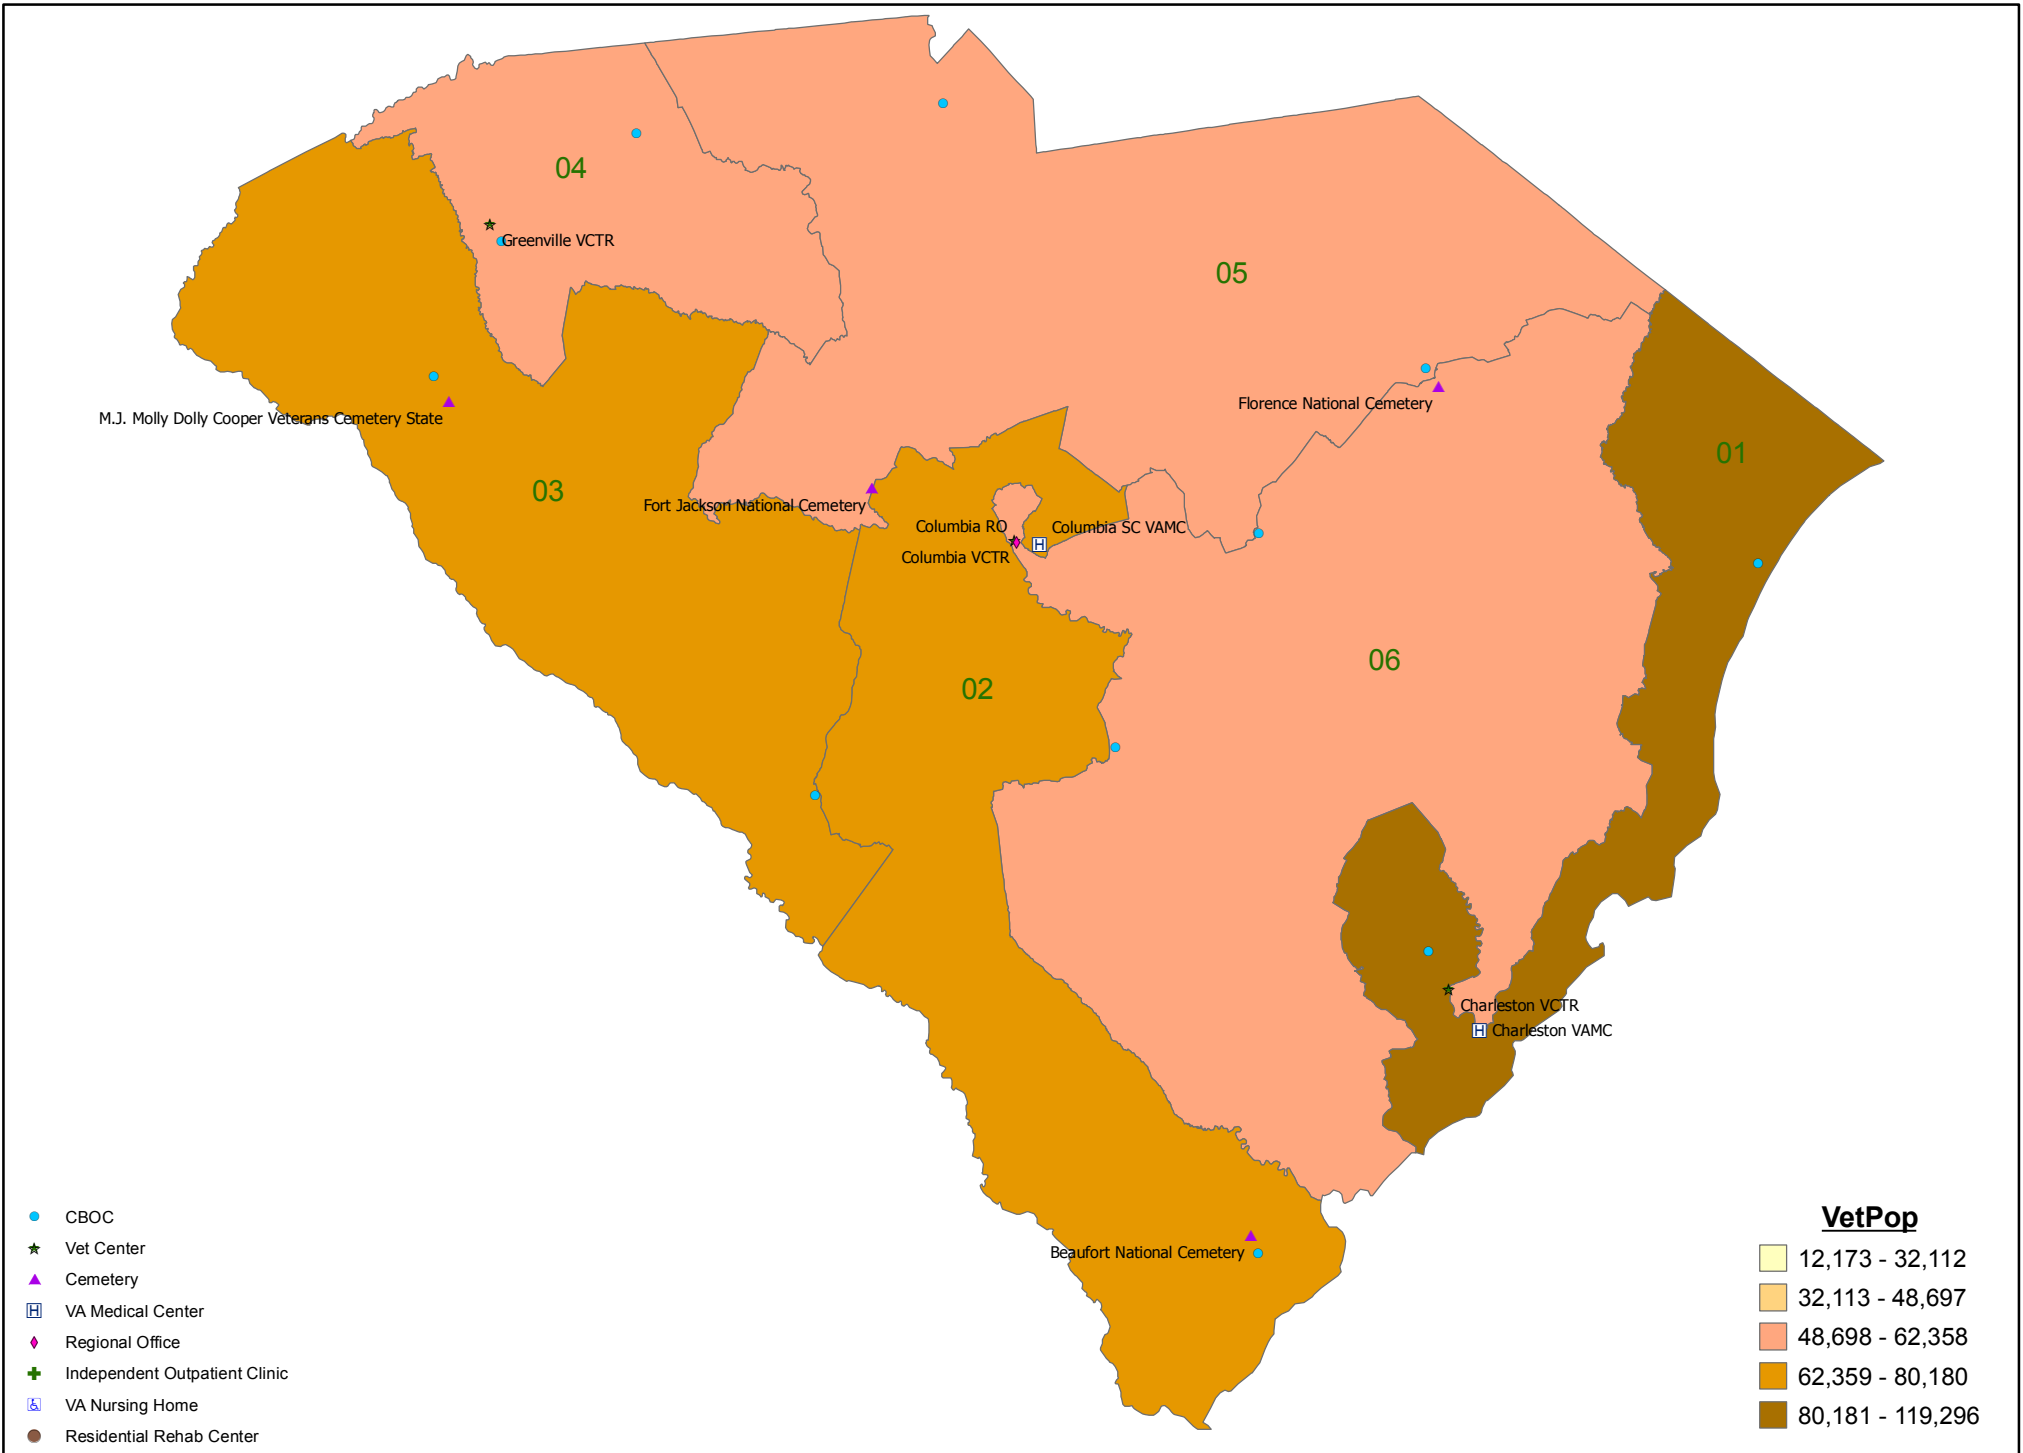 04
Greenville VCTR
05
M.J. Molly Dolly Cooper Veterans Cemetery State
Florence National Cemetery
01
03
Fort Jackson National Cemetery
Columbia RO
Columbia SC VAMC
Columbia VCTR
06
02
Charleston VCTR
Charleston VAMC
Beaufort National Cemetery
CBOC
Vet Center
Cemetery
H VA Medical Center
Regional Office
Independent Outpatient Clinic
VA Nursing Home
Residential Rehab Center
VetPop
12,173 - 32,112
32,113 - 48,697
48,698 - 62,358
62,359 - 80,180
80,181 - 119,296